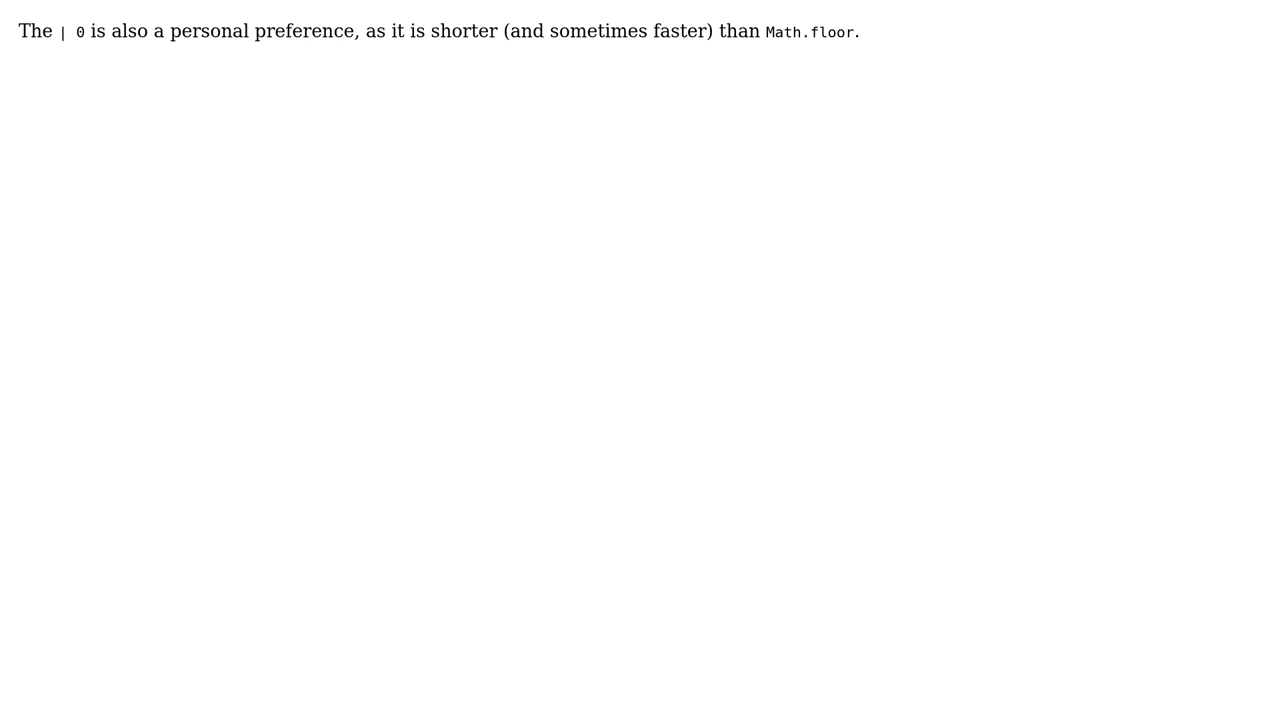 The | 0 is also a personal preference, as it is shorter (and sometimes faster) than Math.floor.